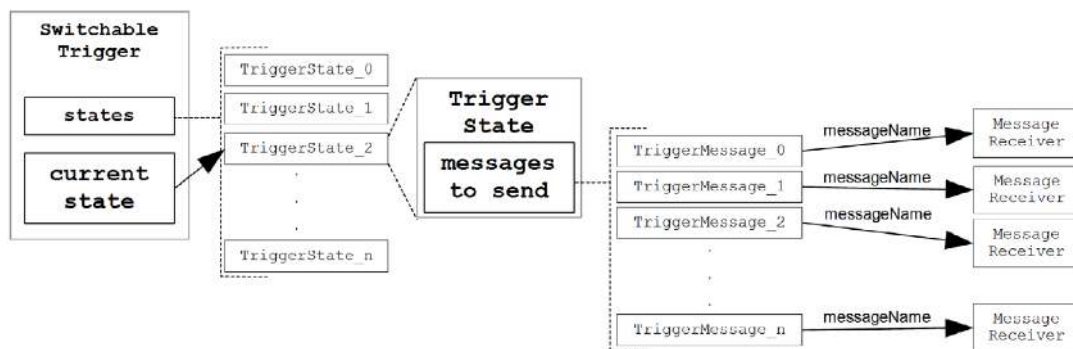 Switchable
Trigger
states
current
state
TriggerState_0
TriggerState_1
TriggerState_2
.
.
TriggerState_n
Trigger
State
messages
to send
TriggerMessage_0
TriggerMessage_1
TriggerMessage_2
.
.
TriggerMessage_n
messageName
messageName
messageName
messageName
Message
Receiver
Message
Receiver
Message
Receiver
Message
Receiver